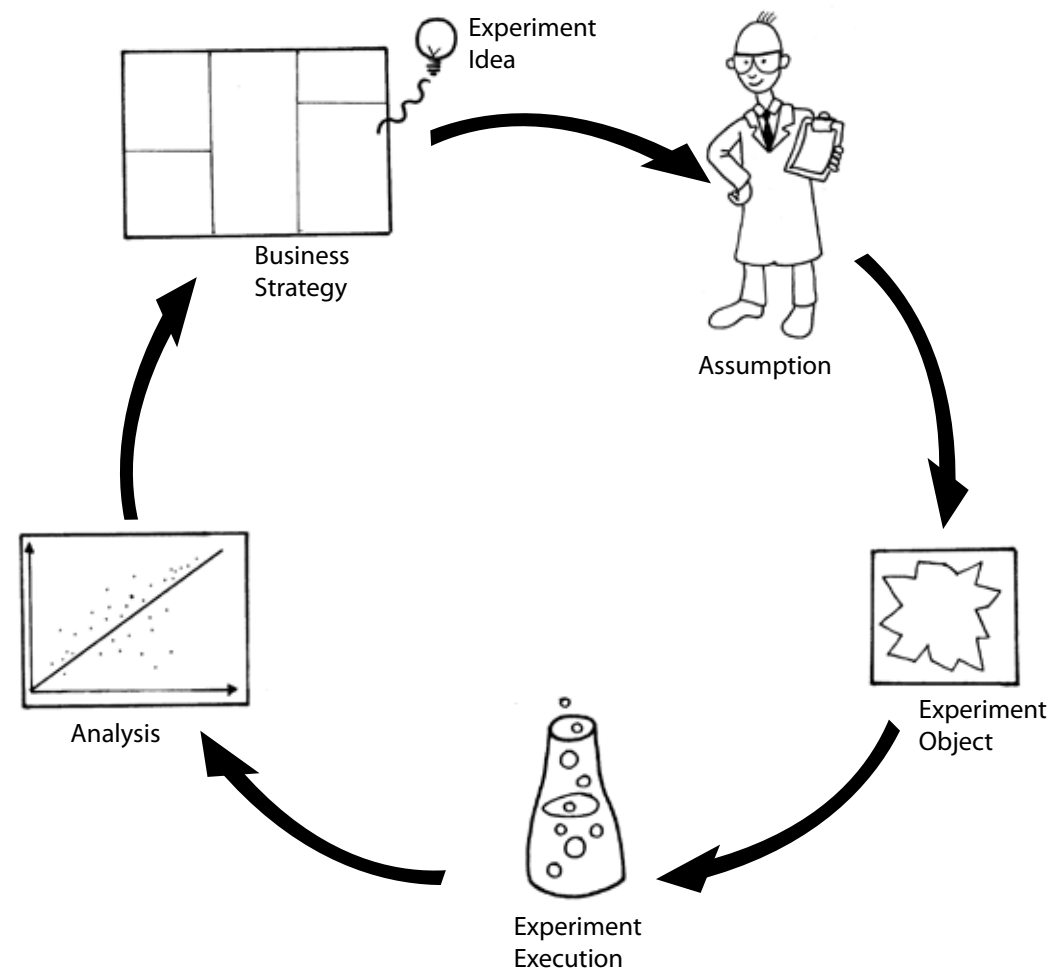 Experiment
Idea
Business
Strategy
Assumption
Experiment
Object
Analysis
Experiment
Execution